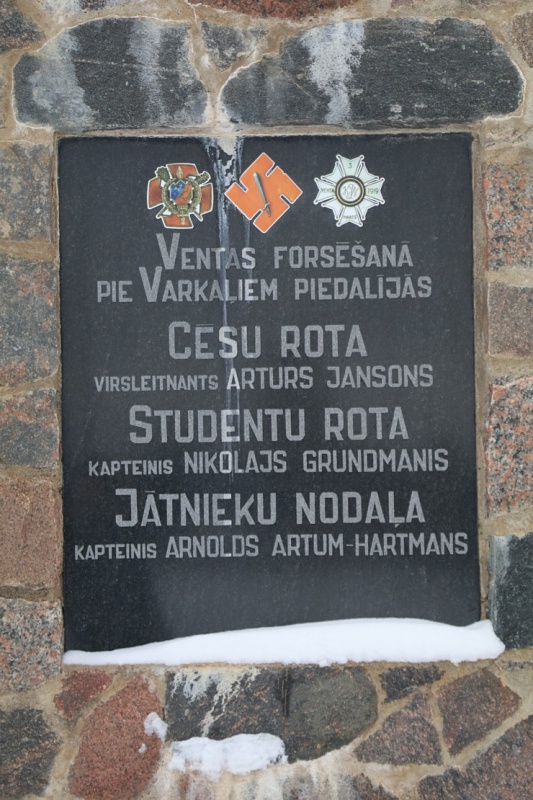 VENTAS FORSĒŠANĀ
PIE VARKAĻIEM PIEDALĪJĀS
CĒSU ROTA
VIRSLEITNANTS ARTURS JANSONS
STUDENTU ROTA
KAPTEINIS NIKOLAJS GRUNDMANIS
JĀTNIEKU NODAĻA
KAPTEINIS ARNOLDS ARTUM-HARTMANS